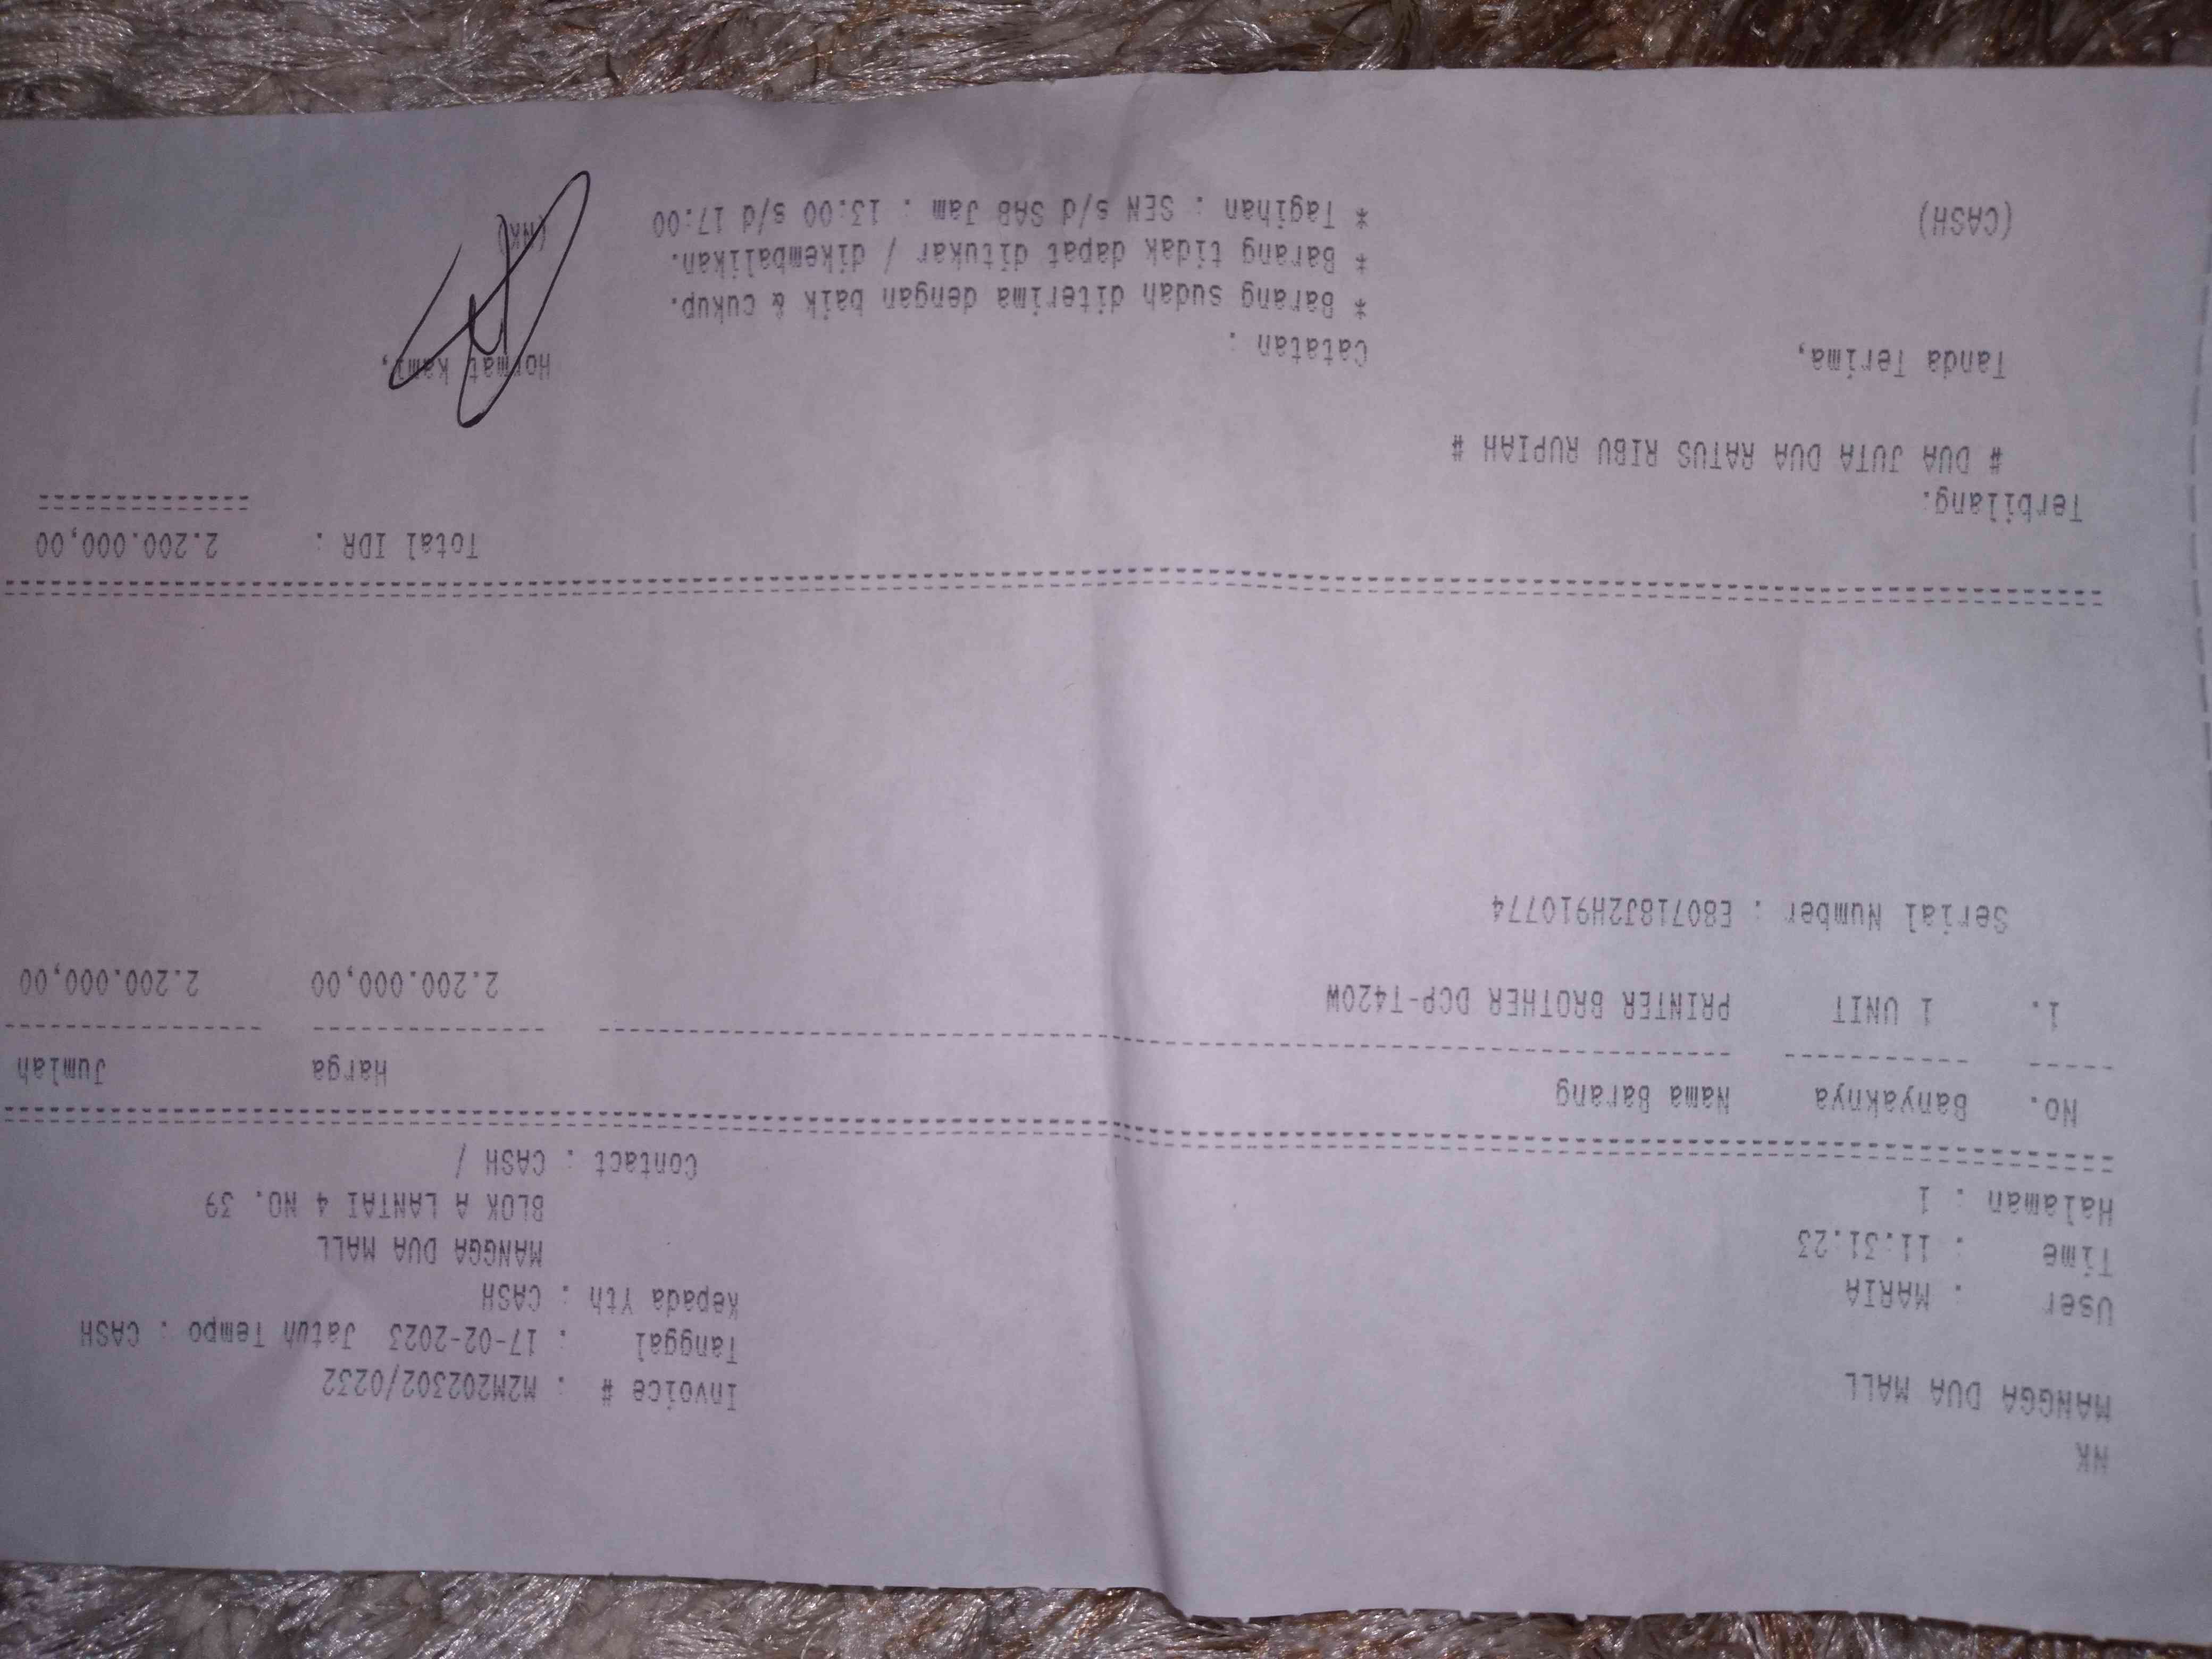 NK
MANGGA DUA MALL
Invoice # : M2M202302/0232
Tanggal : 17-02-2023 Jatuh Tempo : CASH
User : MARIA
Kepada Yth : CASH
Time : 11:31:23
MANGGA DUA MALL
Halaman : 1
BLOK A LANTAI 4 NO. 39
Contact : CASH /
No. Banyaknya Nama Barang Harga Jumlah
1. 1 UNIT PRINTER BROTHER DCP-T420W 2.200.000,00 2.200.000,00
Serial Number : E80718J2H910774
Total IDR : 2.200.000,00
Terbilang:
# DUA JUTA DUA RATUS RIBU RUPIAH #
Tanda Terima, Catatan : Hormat Kami,
* Barang sudah diterima dengan baik & cukup.
* Barang tidak dapat ditukar / dikembalikan.
(CASH) * Tagihan : SEN s/d SAB Jam : 13:00 s/d 17:00 (NK)